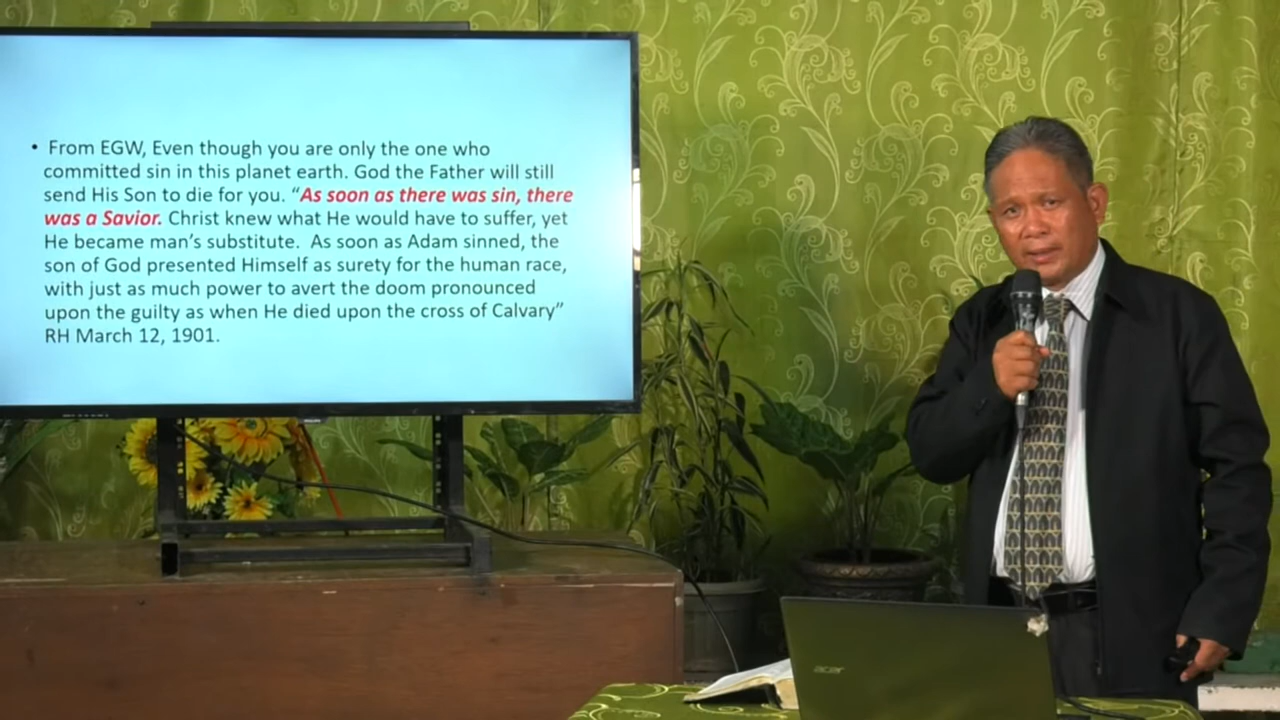 • From EGW, Even though you are only the one who
committed sin in this planet earth. God the Father will still
send His Son to die for you. “As soon as there was sin, there
was a Savior. Christ knew what He would have to suffer, yet
He became man’s substitute. As soon as Adam sinned, the
son of God presented Himself as surety for the human race,
with just as much power to avert the doom pronounced
upon the guilty as when He died upon the cross of Calvary”
RH March 12, 1901.
PHILIPS
acer